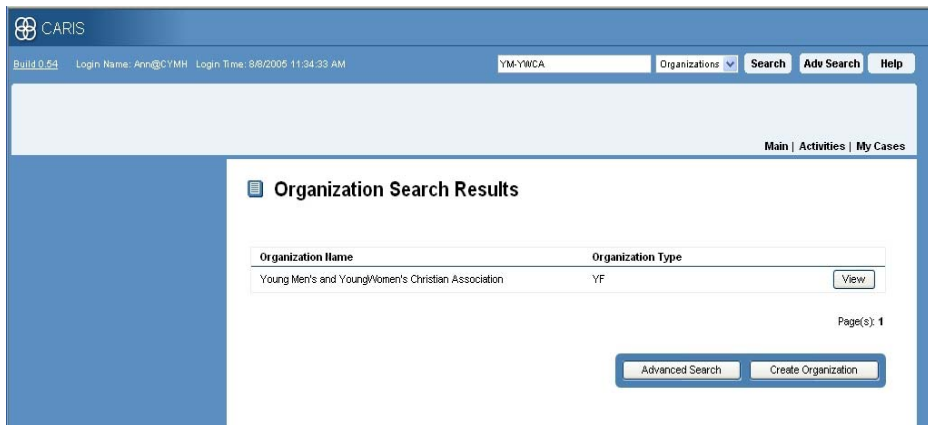 CARIS
Build 0.54 Login Name: Ann@CYMH Login Time: 8/8/2005 11:34:33 AM YM-YWCA Organizations Search Adv Search Help
Main | Activities | My Cases
Organization Search Results
Organization Name Organization Type
Young Men's and YoungWomen's Christian Association YF View
Page(s): 1
Advanced Search Create Organization